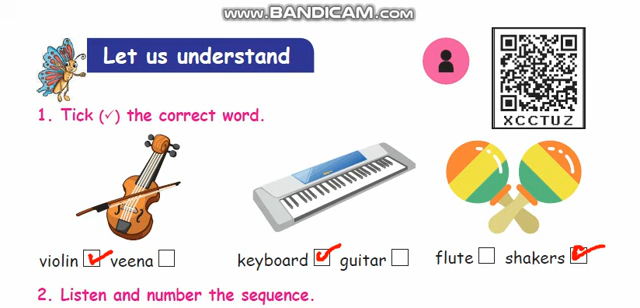 www.BANDICAM.com
Let us understand
XCCTUZ
1. Tick (✓) the correct word.
violin ☑ veena ☐ keyboard ☑ guitar ☐ flute ☐ shakers ☑
2. Listen and number the sequence.